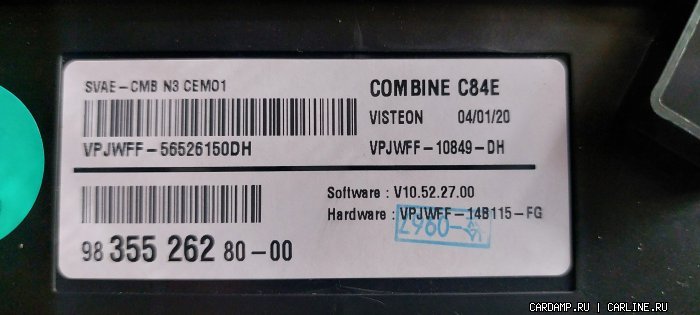 SVAE-CMB N3 CEM01
COMBINE C84E
VISTEON 04/01/20
VPJWFF-56526150DH
VPJWFF-10849-DH
Software : V10.52.27.00
Hardware : VPJWFF-14B115-FG
98 355 262 80-00
CARDAMP.RU | CARLINE.RU